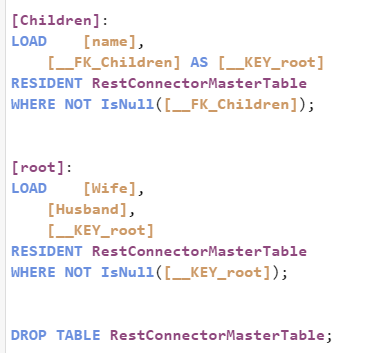 [Children]:
LOAD    [name],
    [__FK_Children] AS [__KEY_root]
RESIDENT RestConnectorMasterTable
WHERE NOT IsNull([__FK_Children]);
[root]:
LOAD    [Wife],
    [Husband],
    [__KEY_root]
RESIDENT RestConnectorMasterTable
WHERE NOT IsNull([__KEY_root]);
DROP TABLE RestConnectorMasterTable;